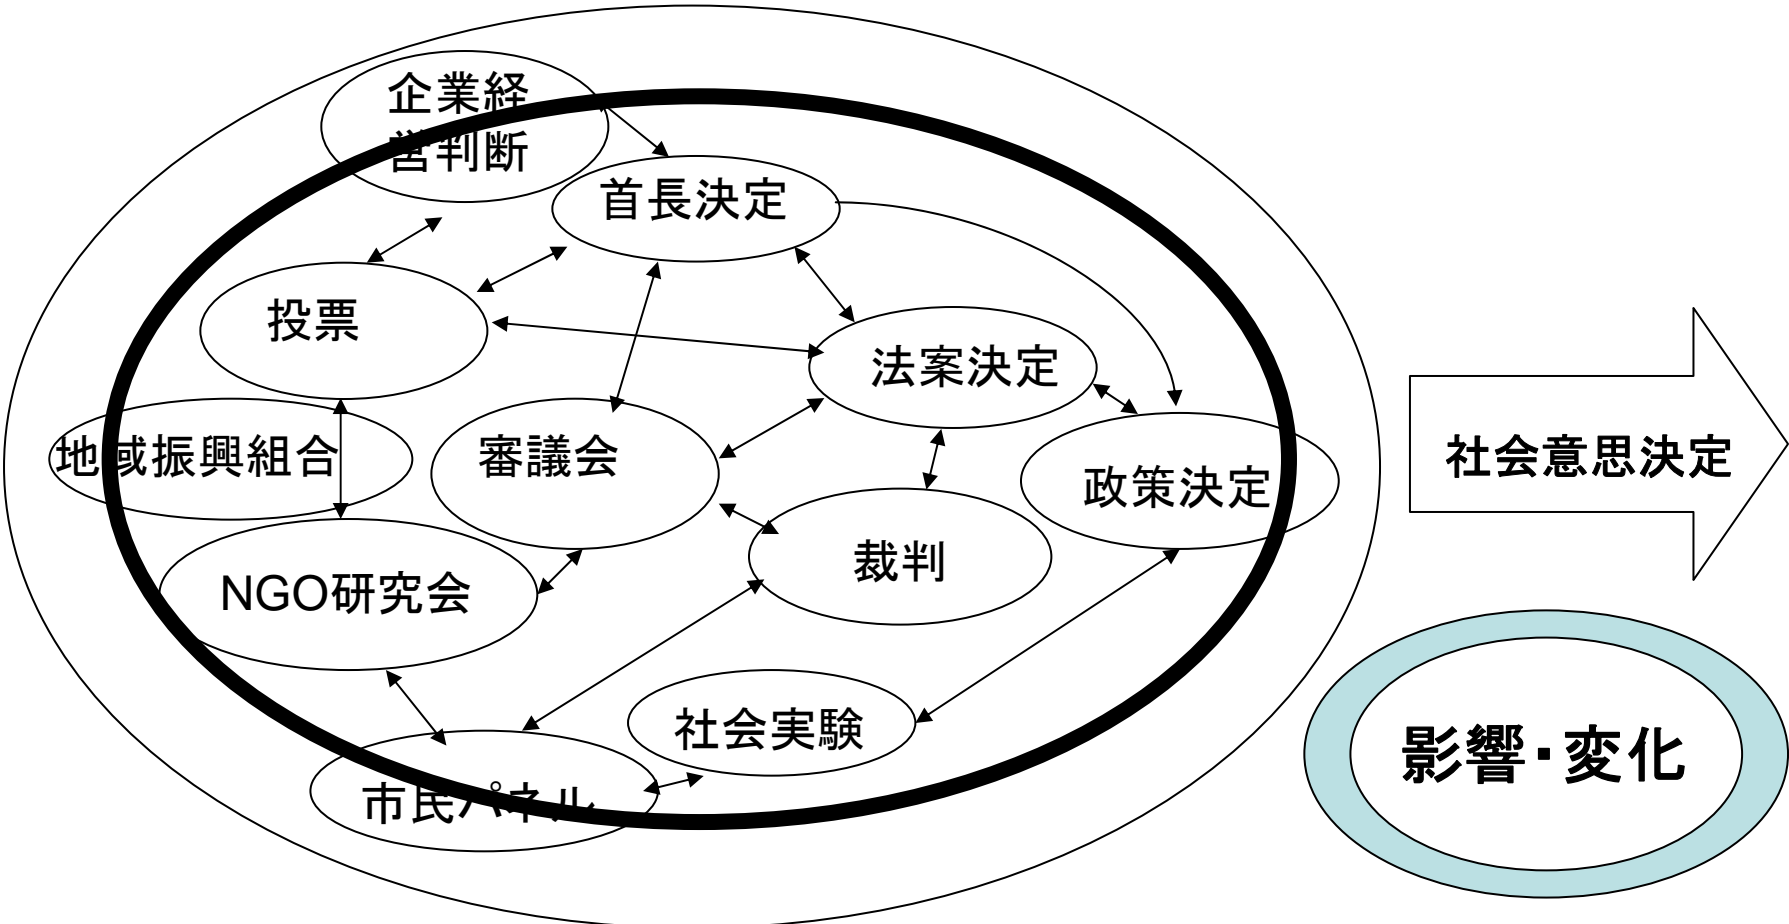 企業経
営判断
首長決定
投票
法案決定
地域振興組合
審議会
政策決定
社会意思決定
裁判
NGO研究会
社会実験
影響・変化
市民パネル